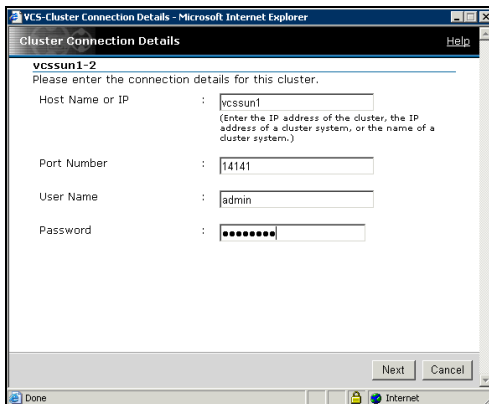 VCS-Cluster Connection Details - Microsoft Internet Explorer
Cluster Connection Details Help
vcssun1-2
Please enter the connection details for this cluster.
Host Name or IP : vcssun1
(Enter the IP address of the cluster, the IP
address of a cluster system, or the name of a
cluster system.)
Port Number : 14141
User Name : admin
Password : ●●●●●●●●
Next Cancel
Done Internet